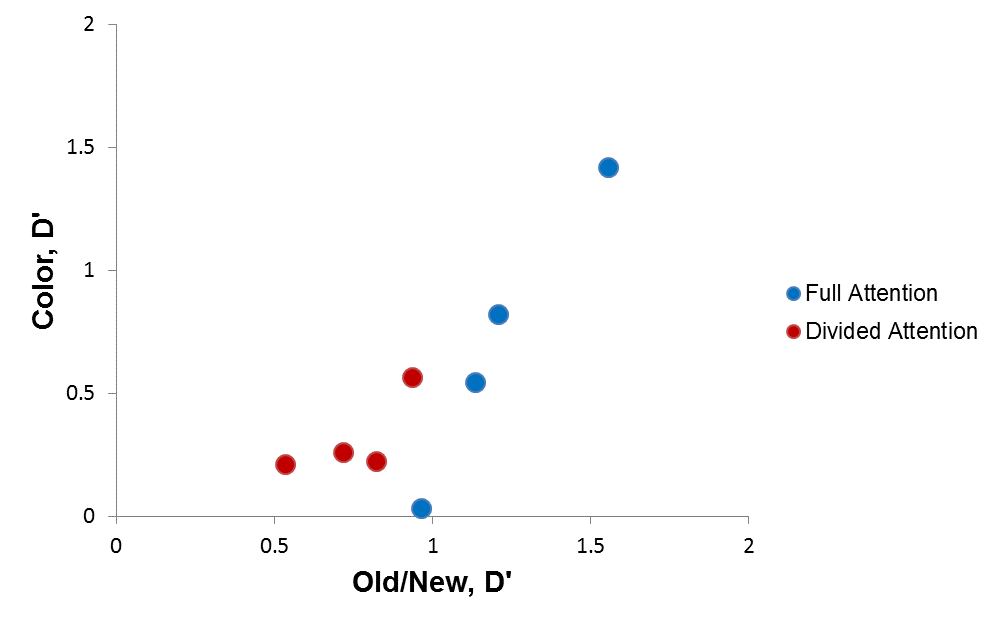 2
1.5
1
0.5
0
0
0.5
1
1.5
2
Color, D'
Old/New, D'
Full Attention
Divided Attention